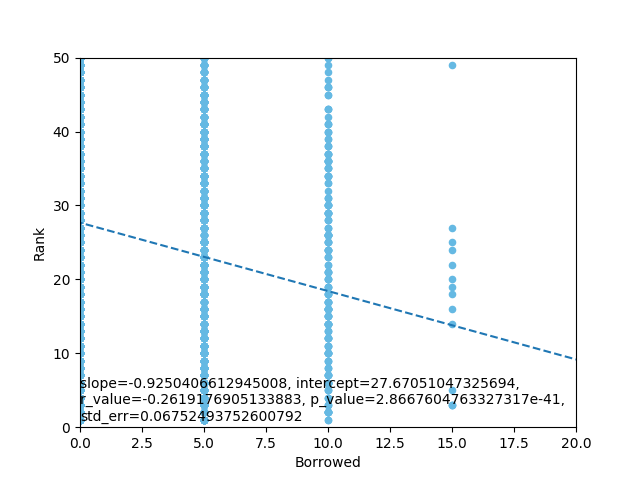 50
40
30
20
10
0
Rank
slope=-0.9250406612945008, intercept=27.67051047325694,
r_value=-0.2619176905133883, p_value=2.8667604763327317e-41,
std_err=0.06752493752600792
0.0 2.5 5.0 7.5 10.0 12.5 15.0 17.5 20.0
Borrowed